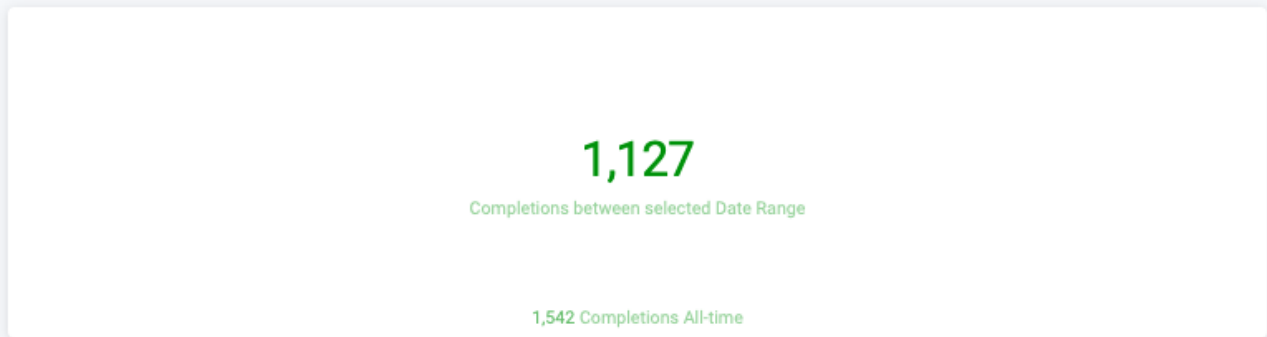 1,127
Completions between selected Date Range
1,542 Completions All-time